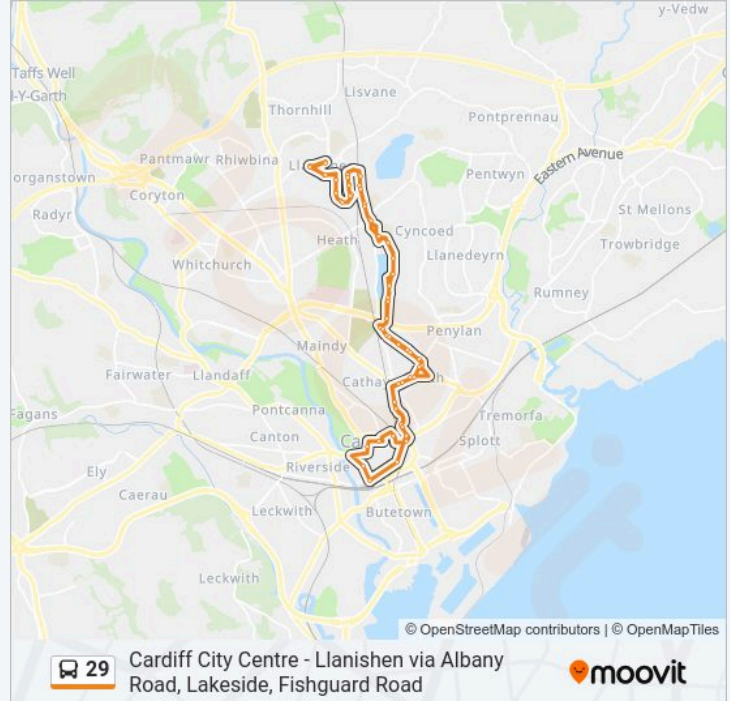 y-Vedw
Taffs Well
l-Y-Garth
Lisvane
Thornhill
Pontprennau
Eastern Avenue
Pantmawr Rhiwbina
organstown
Coryton
Pentwyn
Radyr
St Mellons
Heath
Cyncoed
Llanedeyrn
Trowbridge
Whitchurch
Rumney
Penylan
Maindy
Fairwater
Llandaff
Cathay
Fagans
Pontcanna
Tremorfa
Canton
Ca
Splott
Riverside
Ely
Caerau
Leckwith
Butetown
Leckwith
© OpenStreetMap contributors | © OpenMapTiles
29
Cardiff City Centre - Llanishen via Albany
Road, Lakeside, Fishguard Road
moovit